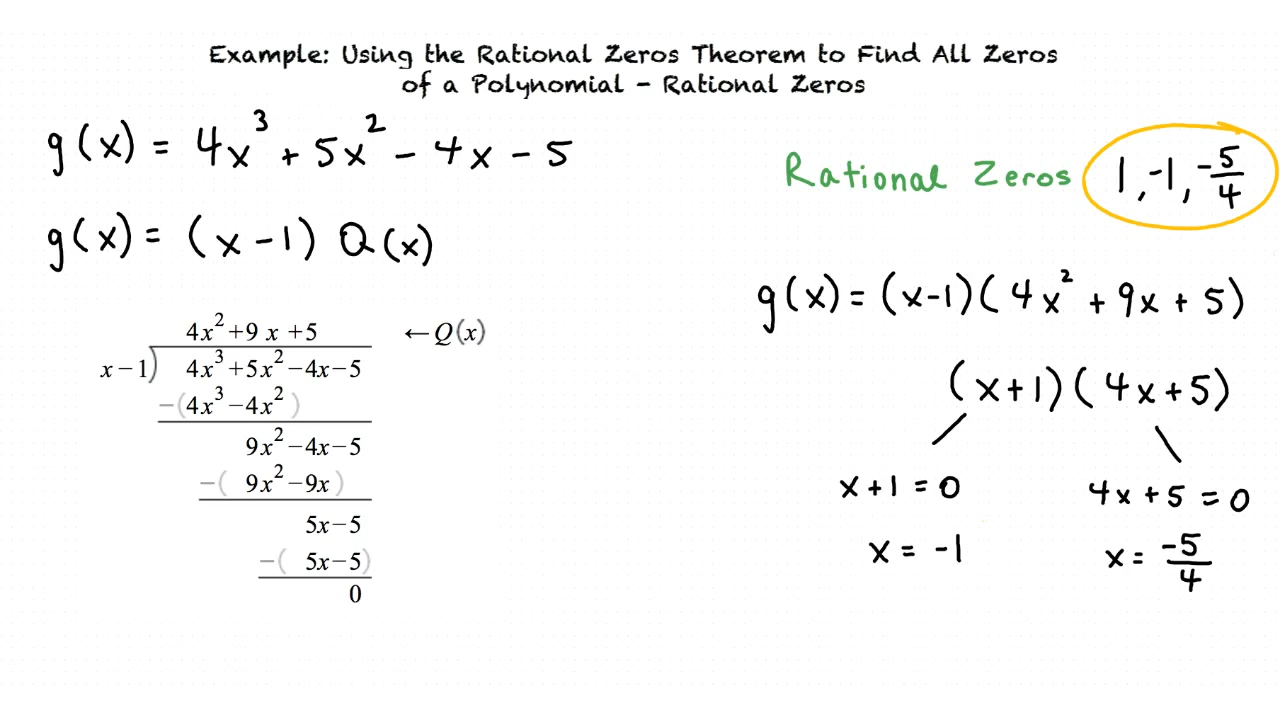 Example: Using the Rational Zeros Theorem to Find All Zeros
of a Polynomial – Rational Zeros
g(x) = 4x³ + 5x² − 4x − 5
g(x) = (x − 1) Q(x)
4x² + 9x + 5 ← Q(x)
x − 1) 4x³ + 5x² − 4x − 5
−(4x³ − 4x²)
9x² − 4x − 5
−( 9x² − 9x)
5x − 5
−( 5x − 5)
0
Rational Zeros 1, −1, −5/4
g(x) = (x−1)(4x² + 9x + 5)
(x+1)(4x+5)
x+1 = 0
x = −1
4x+5 = 0
x = −5/4